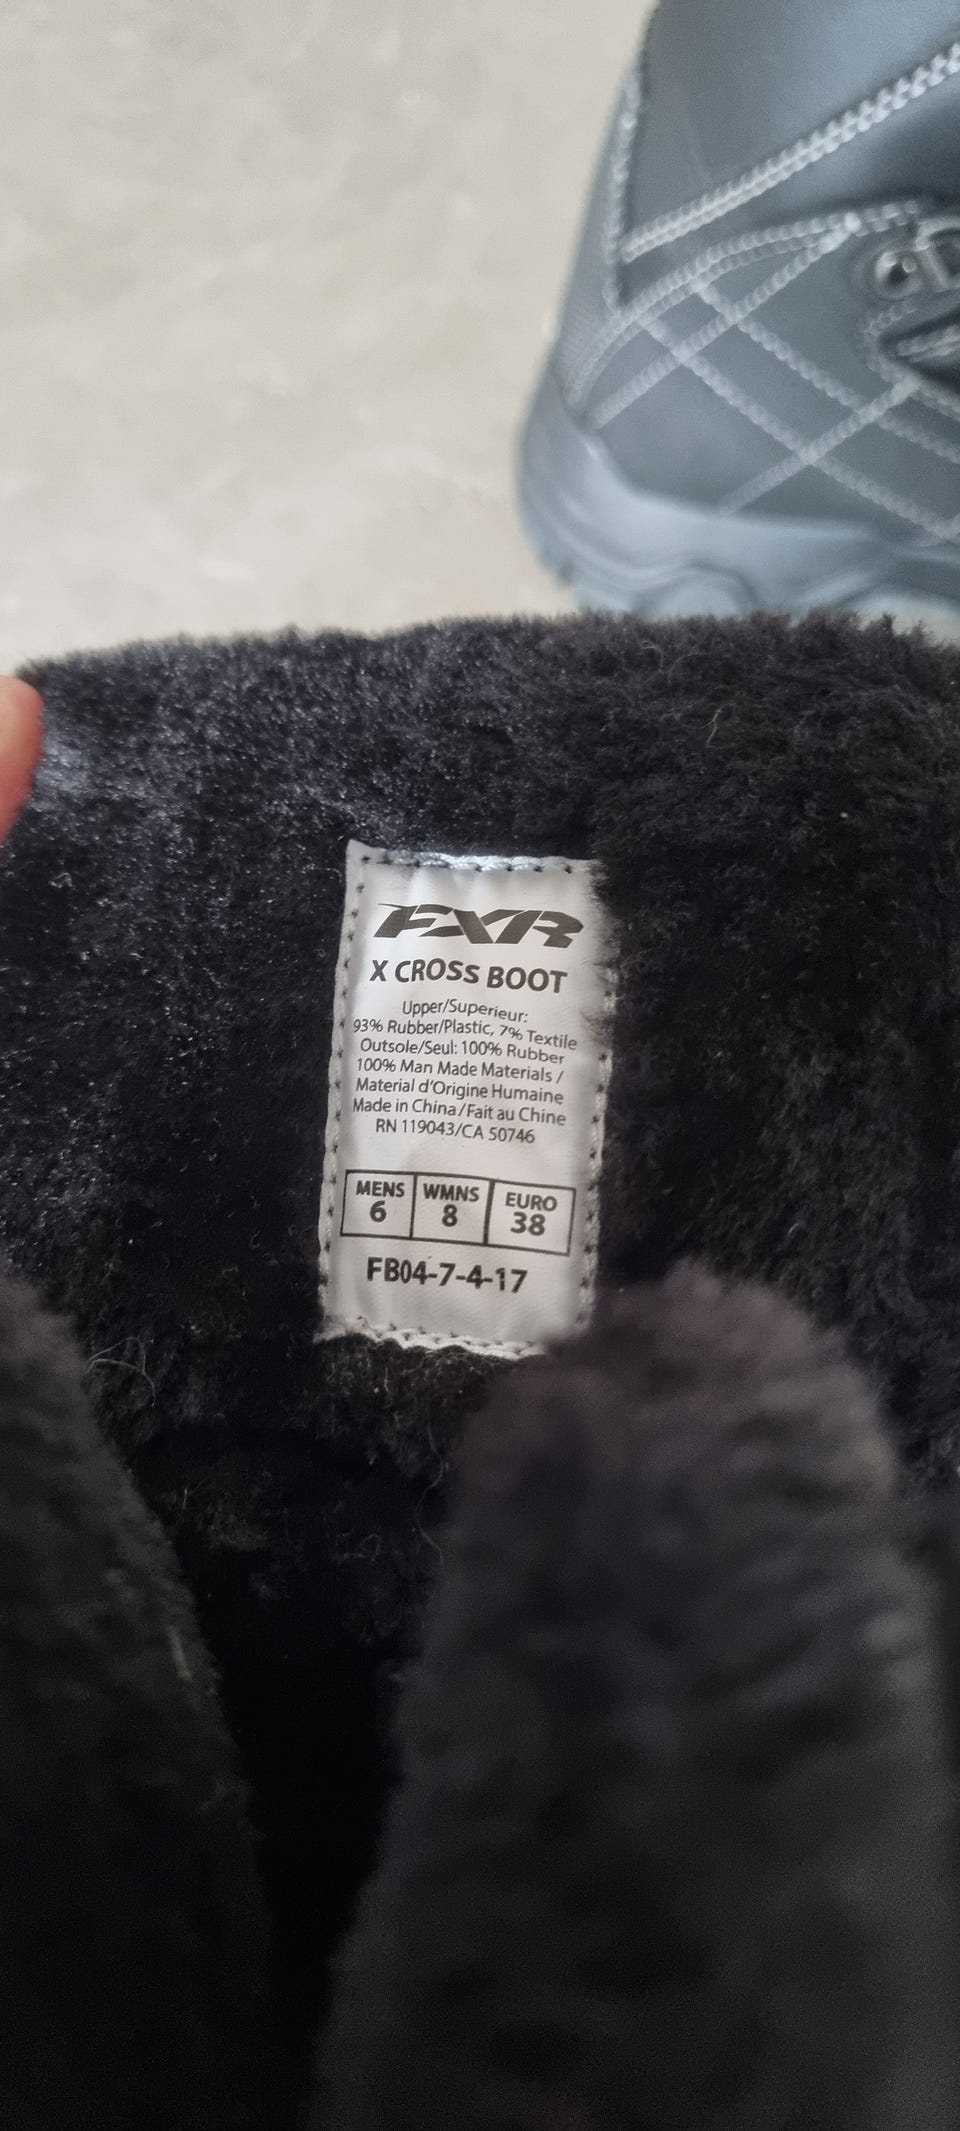 FXR
X CROSS BOOT
Upper/Superieur:
93% Rubber/Plastic, 7% Textile
Outsole/Seul: 100% Rubber
100% Man Made Materials /
Material d'Origine Humaine
Made in China/Fait au Chine
RN 119043/CA 50746
MENS WMNS EURO
6 8 38
FB04-7-4-17